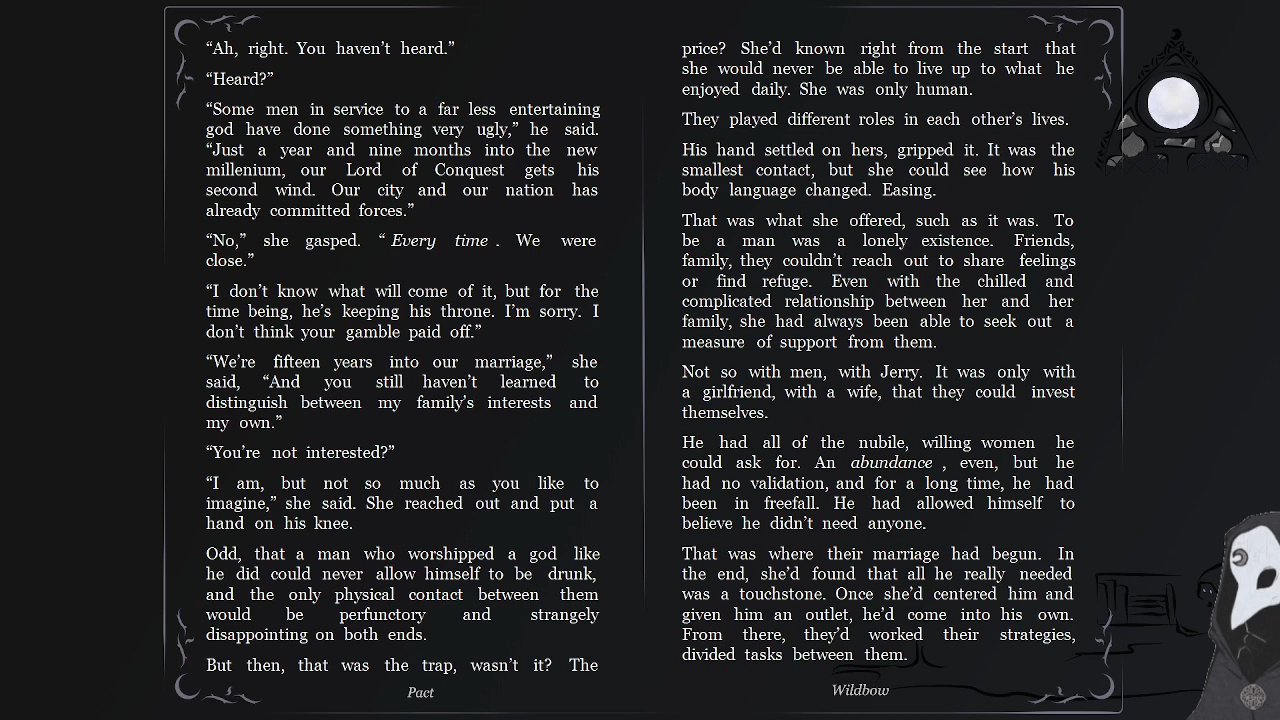 “Ah, right. You haven’t heard.”
“Heard?”
“Some men in service to a far less entertaining
god have done something very ugly,” he said.
“Just a year and nine months into the new
millenium, our Lord of Conquest gets his
second wind. Our city and our nation has
already committed forces.”
“No,” she gasped. “ Every time . We were
close.”
“I don’t know what will come of it, but for the
time being, he’s keeping his throne. I’m sorry. I
don’t think your gamble paid off.”
“We’re fifteen years into our marriage,” she
said, “And you still haven’t learned to
distinguish between my family’s interests and
my own.”
“You’re not interested?”
“I am, but not so much as you like to
imagine,” she said. She reached out and put a
hand on his knee.
Odd, that a man who worshipped a god like
he did could never allow himself to be drunk,
and the only physical contact between them
would be perfunctory and strangely
disappointing on both ends.
But then, that was the trap, wasn’t it? The
Pact
price? She’d known right from the start that
she would never be able to live up to what he
enjoyed daily. She was only human.
They played different roles in each other’s lives.
His hand settled on hers, gripped it. It was the
smallest contact, but she could see how his
body language changed. Easing.
That was what she offered, such as it was. To
be a man was a lonely existence. Friends,
family, they couldn’t reach out to share feelings
or find refuge. Even with the chilled and
complicated relationship between her and her
family, she had always been able to seek out a
measure of support from them.
Not so with men, with Jerry. It was only with
a girlfriend, with a wife, that they could invest
themselves.
He had all of the nubile, willing women he
could ask for. An abundance , even, but he
had no validation, and for a long time, he had
been in freefall. He had allowed himself to
believe he didn’t need anyone.
That was where their marriage had begun. In
the end, she’d found that all he really needed
was a touchstone. Once she’d centered him and
given him an outlet, he’d come into his own.
From there, they’d worked their strategies,
divided tasks between them.
Wildbow